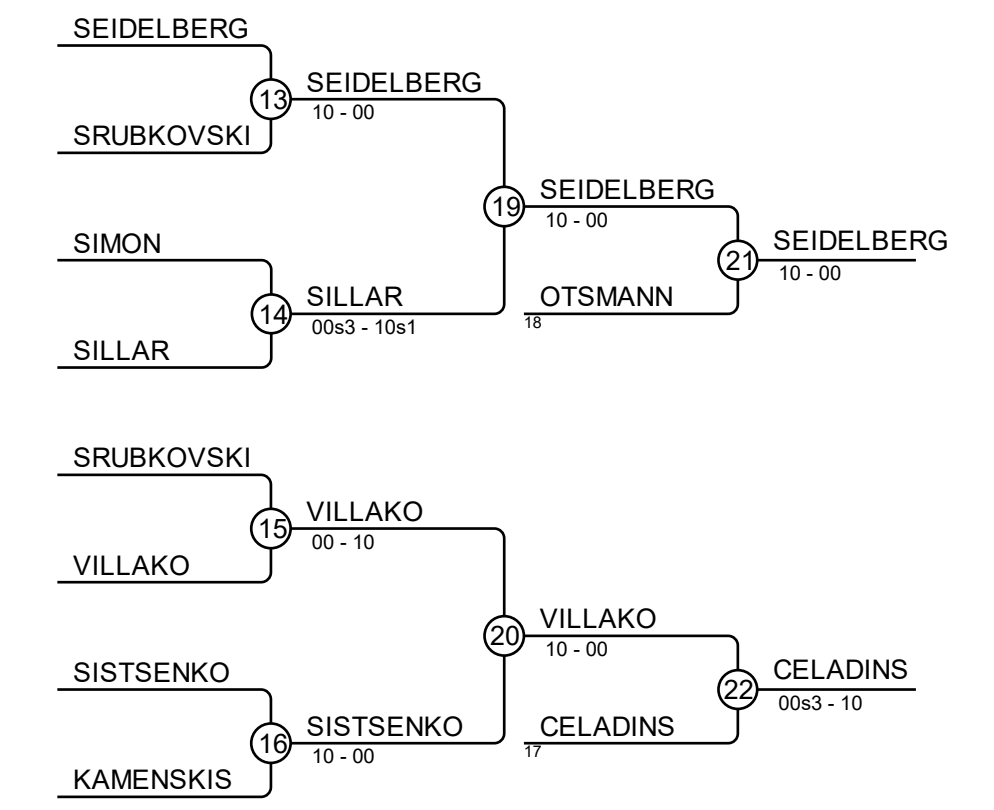 SEIDELBERG
SEIDELBERG
13
10 - 00
SRUBKOVSKI
SEIDELBERG
19
10 - 00
SIMON
SEIDELBERG
21
10 - 00
SILLAR
14
00s3 - 10s1
OTSMANN
18
SILLAR
SRUBKOVSKI
VILLAKO
15
00 - 10
VILLAKO
VILLAKO
20
10 - 00
SISTSENKO
CELADINS
22
00s3 - 10
SISTSENKO
16
10 - 00
CELADINS
17
KAMENSKIS